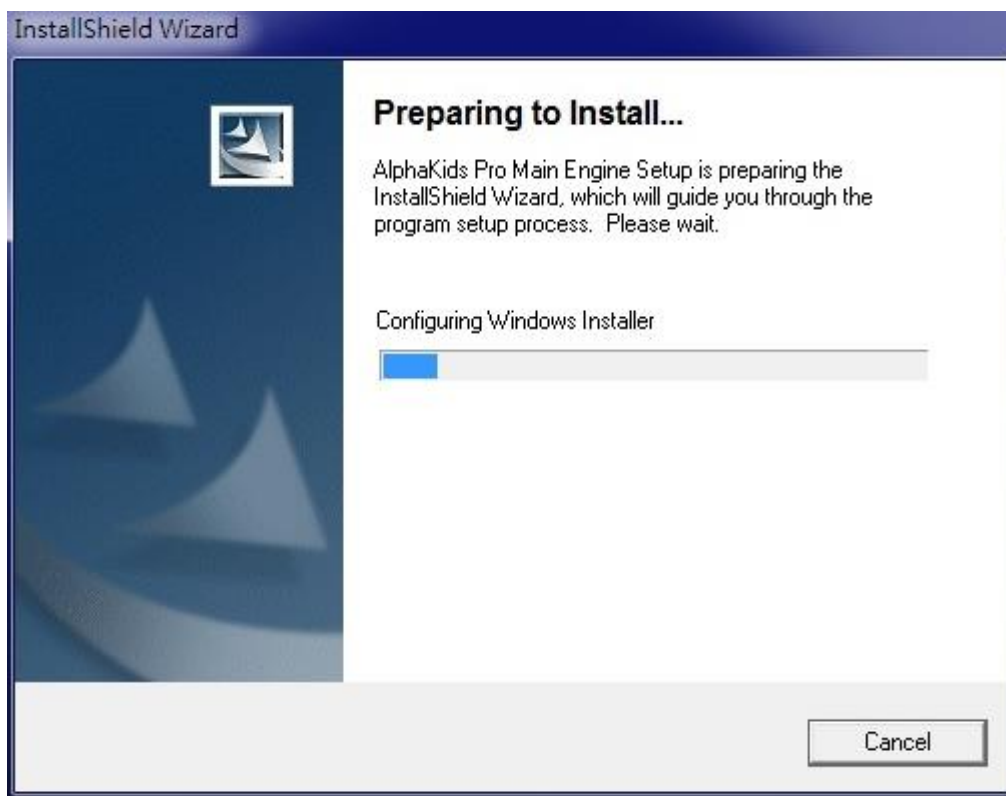 InstallShield Wizard
Preparing to Install...
AlphaKids Pro Main Engine Setup is preparing the
InstallShield Wizard, which will guide you through the
program setup process.  Please wait.
Configuring Windows Installer
Cancel